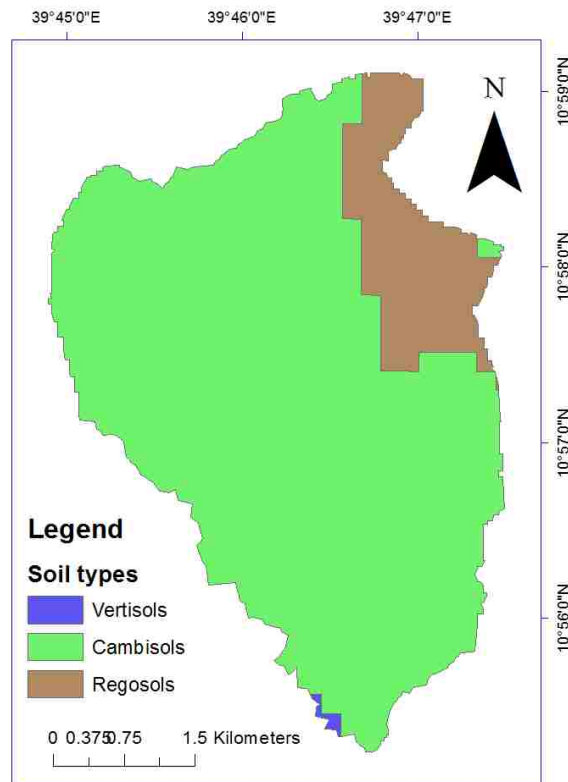 39°45'0"E 39°46'0"E 39°47'0"E
N
10°59'0"N
10°58'0"N
10°57'0"N
10°56'0"N
Legend
Soil types
Vertisols
Cambisols
Regosols
0 0.375 0.75 1.5 Kilometers